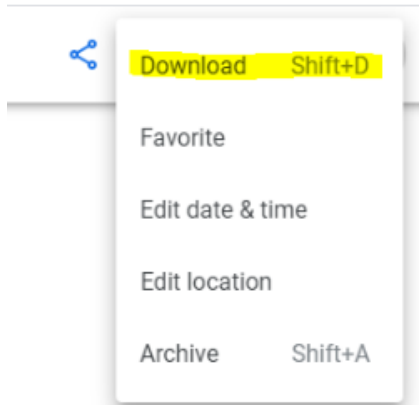 Download Shift+D
Favorite
Edit date & time
Edit location
Archive Shift+A